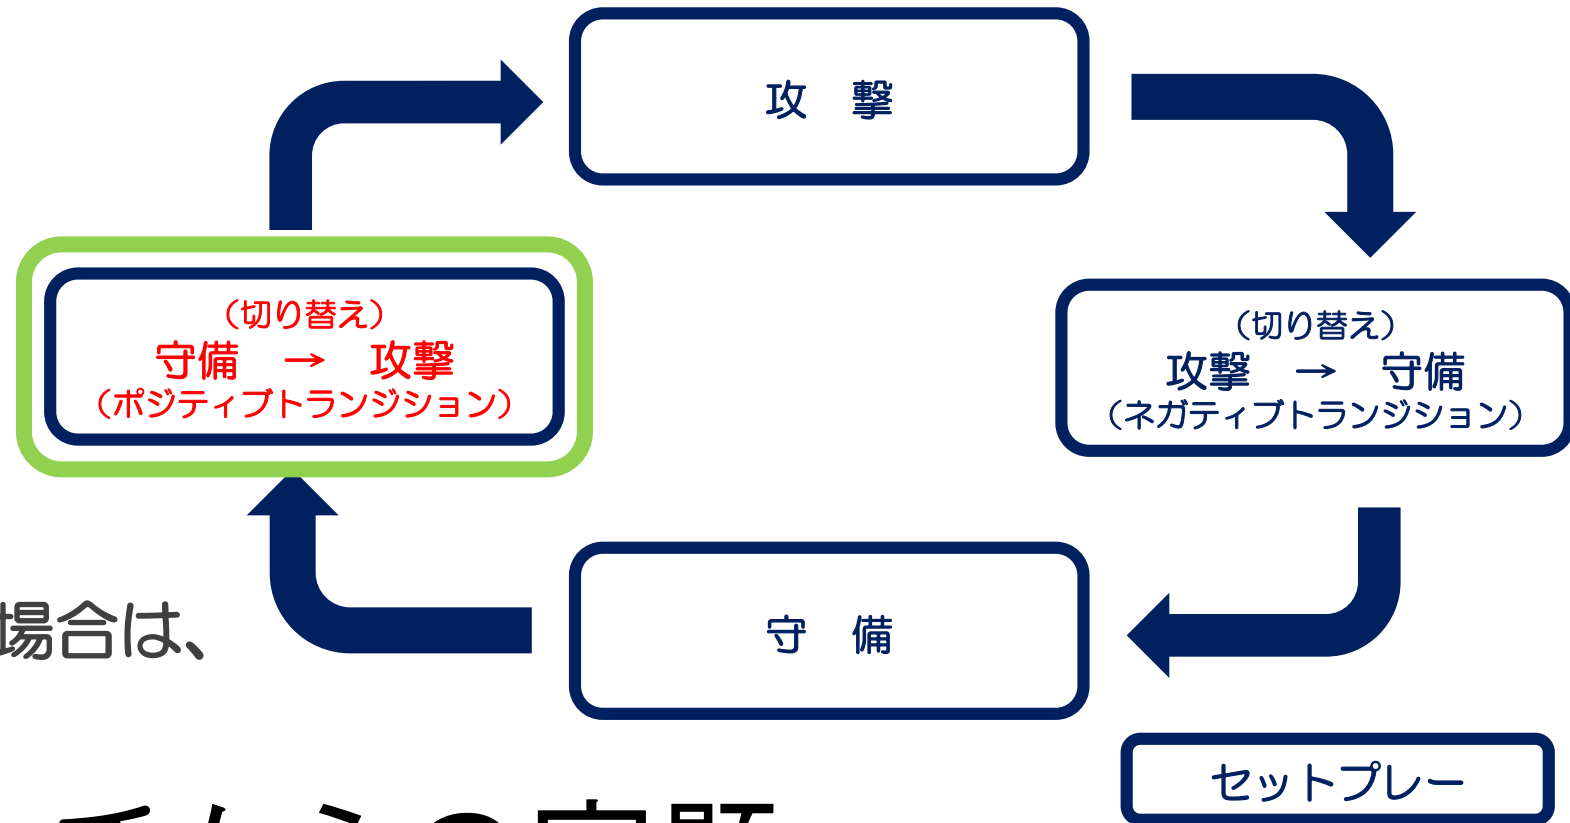 攻　撃
（切り替え）
守備　→　攻撃
（ポジティブトランジション）
（切り替え）
攻撃　→　守備
（ネガティブトランジション）
守　備
場合は、
セットプレー